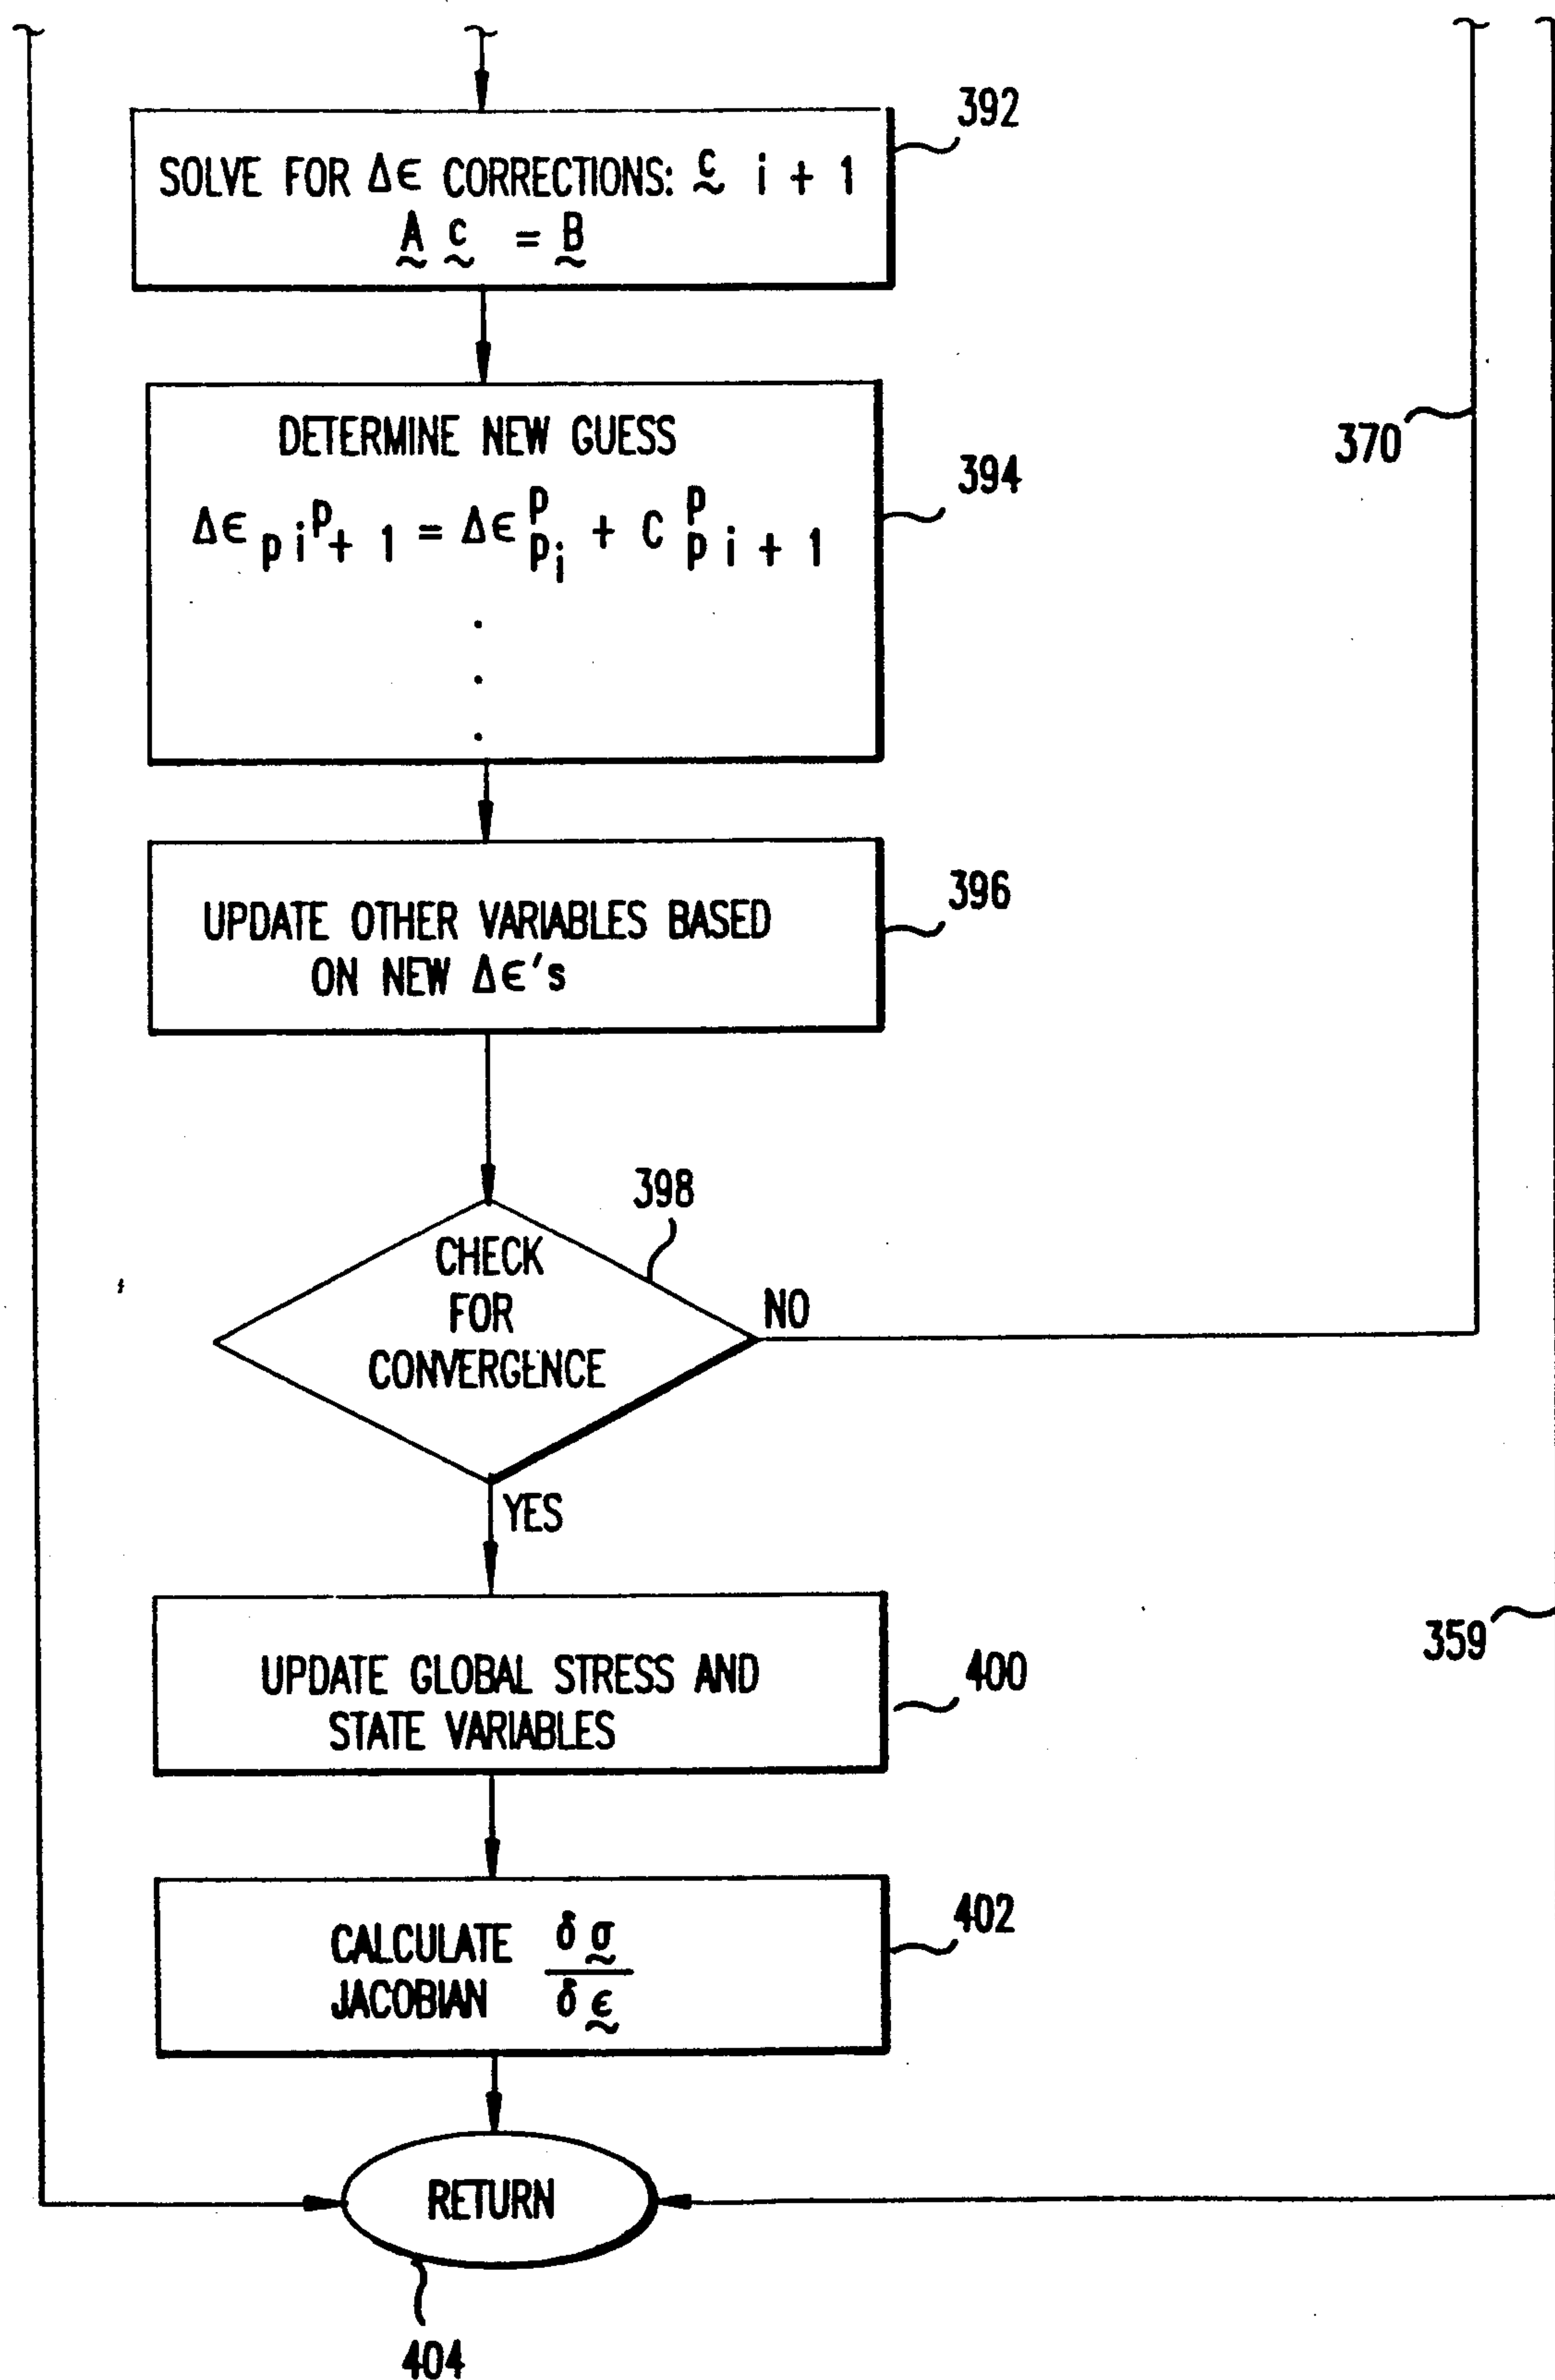 392
SOLVE FOR Δϵ CORRECTIONS: c̰ i + 1
A̰ c̰ = B̰
DETERMINE NEW GUESS
394
Δϵ p i P + 1 = Δϵ P p i + C P p i + 1
.
.
.
370
396
UPDATE OTHER VARIABLES BASED
ON NEW Δϵ's
398
CHECK
FOR
CONVERGENCE
NO
YES
359
400
UPDATE GLOBAL STRESS AND
STATE VARIABLES
402
CALCULATE δ σ̰
JACOBIAN δ ϵ̰
RETURN
404